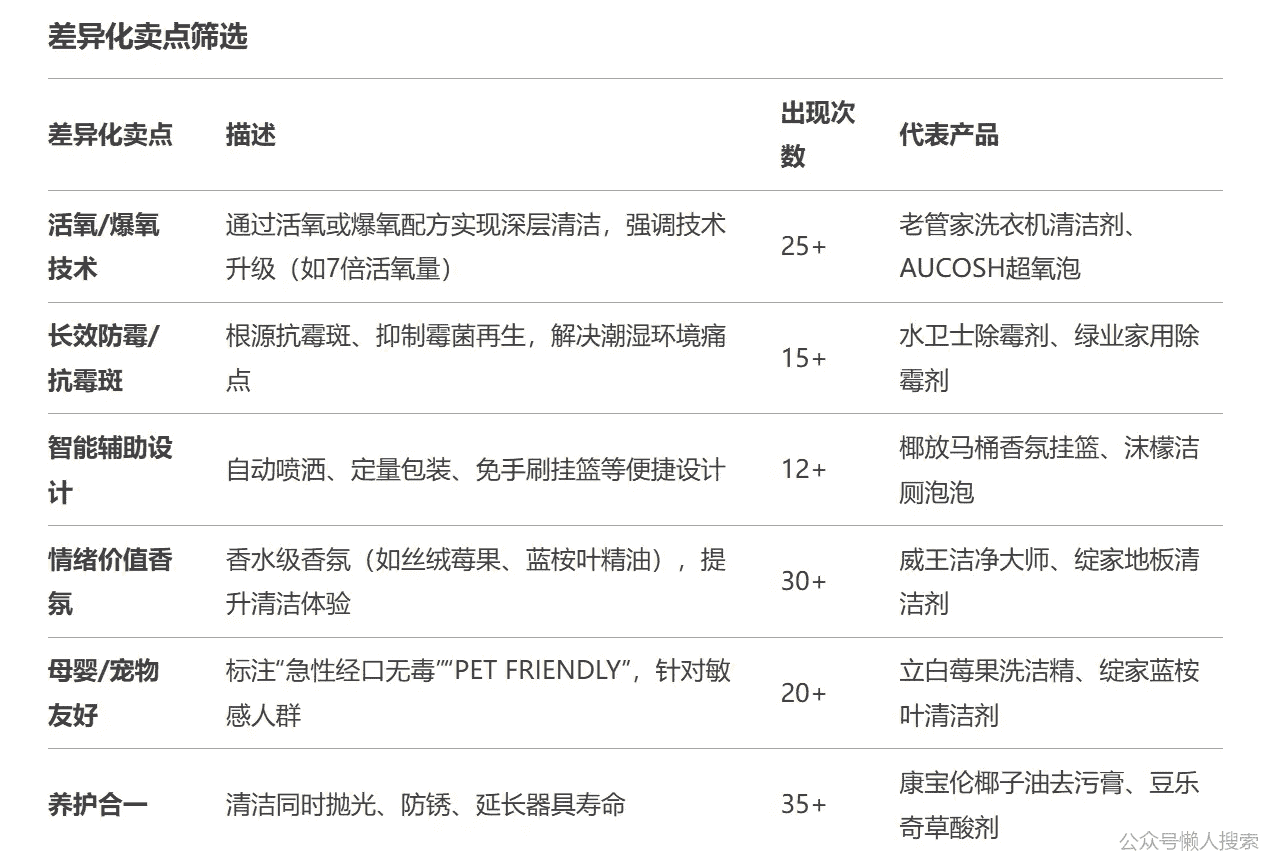 差异化卖点筛选
差异化卖点 描述 出现次数 代表产品
活氧/爆氧技术 通过活氧或爆氧配方实现深层清洁，强调技术升级（如7倍活氧量） 25+ 老管家洗衣机清洁剂、AUCOSH超氧泡
长效防霉/抗霉斑 根源抗霉斑、抑制霉菌再生，解决潮湿环境痛点 15+ 水卫士除霉剂、绿业家用除霉剂
智能辅助设计 自动喷洒、定量包装、免手刷挂篮等便捷设计 12+ 椰放马桶香氛挂篮、沫檬洁厕泡泡
情绪价值香氛 香水级香氛（如丝绒莓果、蓝桉叶精油），提升清洁体验 30+ 威王洁净大师、绽家地板清洁剂
母婴/宠物友好 标注“急性经口无毒”“PET FRIENDLY”，针对敏感人群 20+ 立白莓果洗洁精、绽家蓝桉叶清洁剂
养护合一 清洁同时抛光、防锈、延长器具寿命 35+ 康宝伦椰子油去污膏、豆乐奇草酸剂
公众号懒人搜索